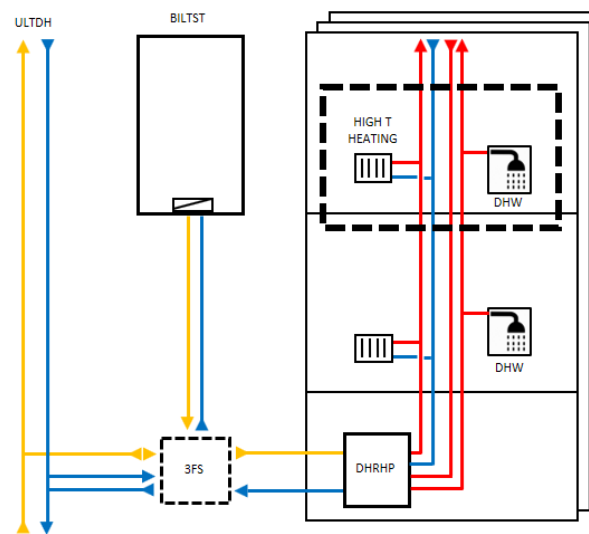 ULTDH
BILTST
HIGH T
HEATING
DHW
DHW
3FS
DHRHP